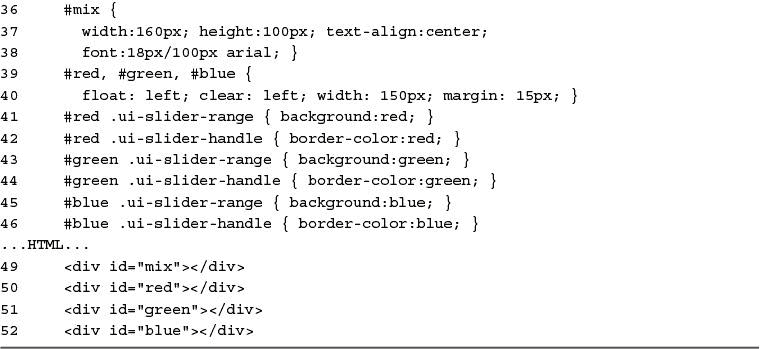 36     #mix {
37       width:160px; height:100px; text-align:center;
38       font:18px/100px arial; }
39     #red, #green, #blue {
40       float: left; clear: left; width: 150px; margin: 15px; }
41     #red .ui-slider-range { background:red; }
42     #red .ui-slider-handle { border-color:red; }
43     #green .ui-slider-range { background:green; }
44     #green .ui-slider-handle { border-color:green; }
45     #blue .ui-slider-range { background:blue; }
46     #blue .ui-slider-handle { border-color:blue; }
...HTML...
49     <div id="mix"></div>
50     <div id="red"></div>
51     <div id="green"></div>
52     <div id="blue"></div>